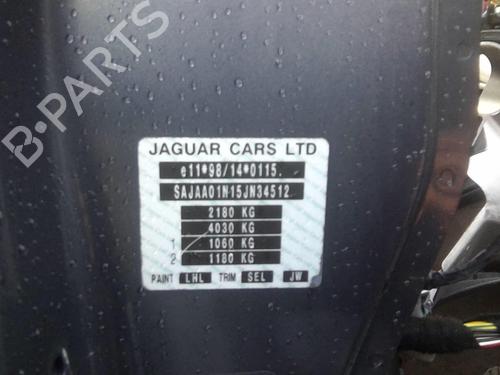 B-PARTS
JAGUAR CARS LTD
e11*98/14*0115.
SAJAA01N15JN34512
2180 KG
4030 KG
1 1060 KG
2 1180 KG
PAINT LHL TRIM SEL JW